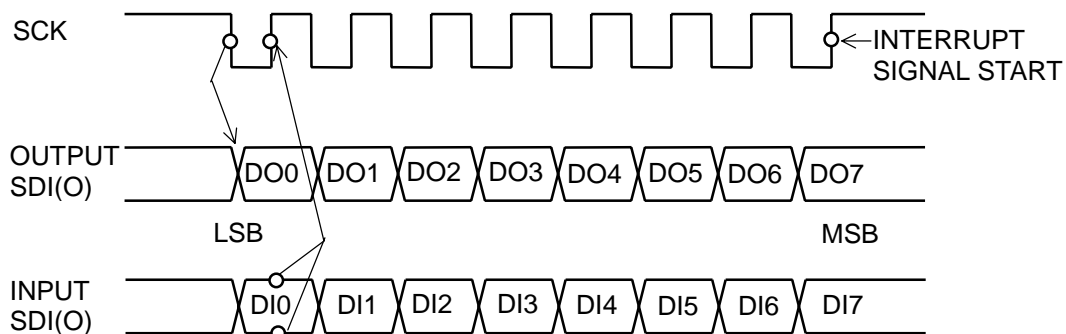 SCK
INTERRUPT
SIGNAL START
OUTPUT
SDI(O)
DO0 DO1 DO2 DO3 DO4 DO5 DO6 DO7
LSB MSB
INPUT
SDI(O)
DI0 DI1 DI2 DI3 DI4 DI5 DI6 DI7